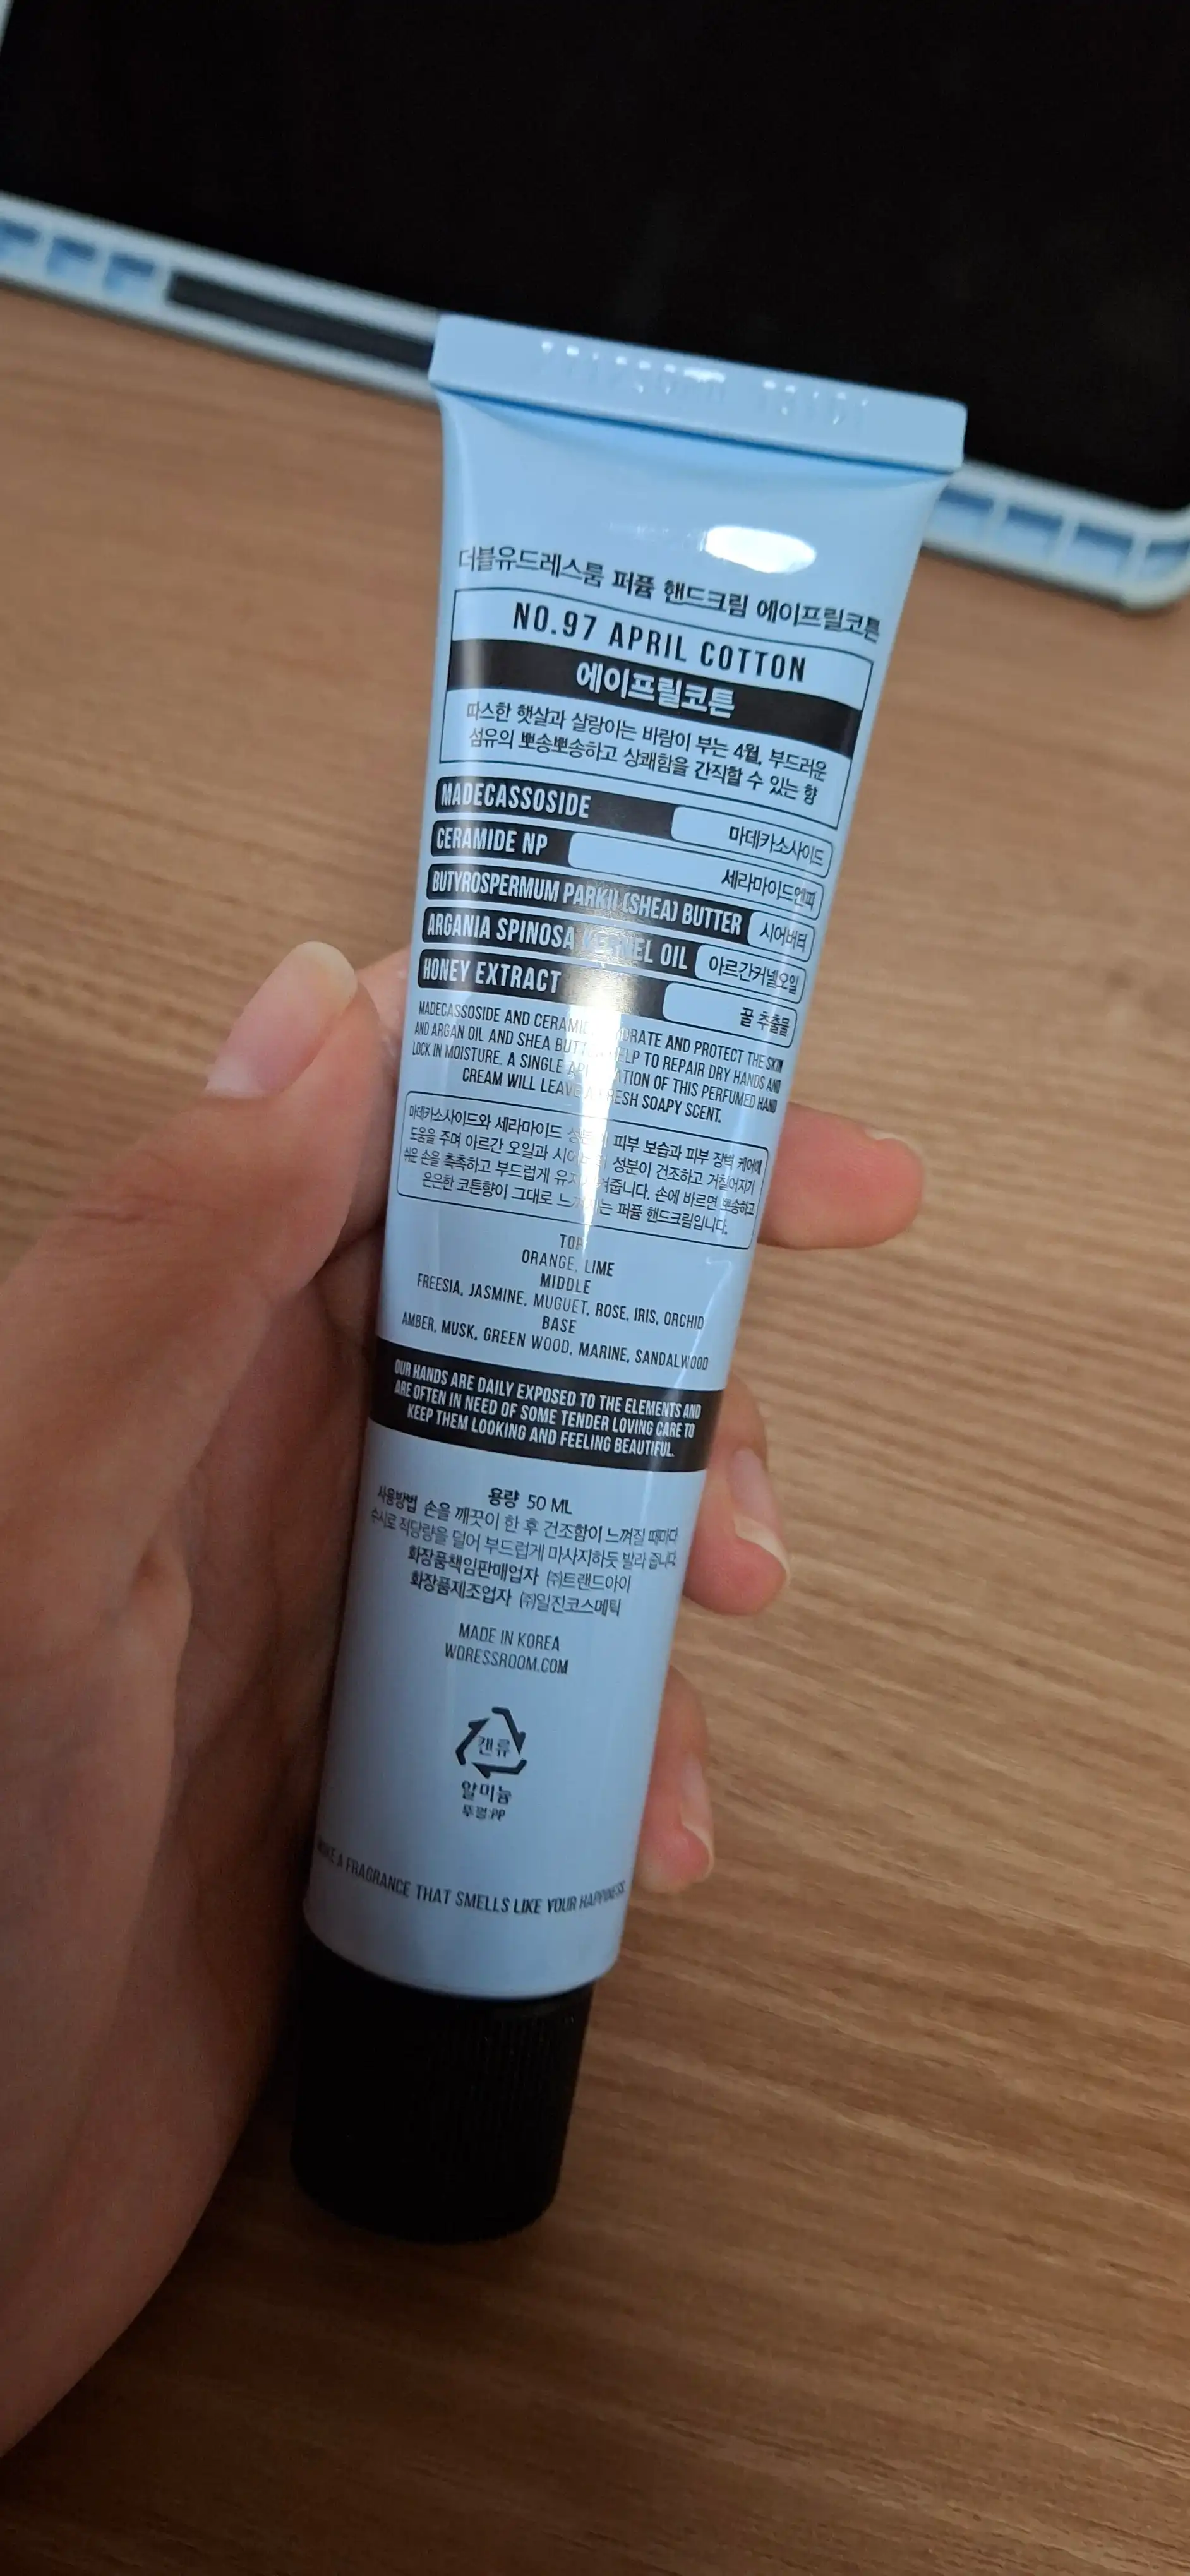 더블유드레스룸 퍼퓸 핸드크림 에이프릴코튼
NO.97 APRIL COTTON
에이프릴코튼
따스한 햇살과 살랑이는 바람이 부는 4월, 부드러운
섬유의 뽀송뽀송하고 상쾌함을 간직할 수 있는 향
MADECASSOSIDE 마데카소사이드
CERAMIDE NP 세라마이드엔피
BUTYROSPERMUM PARKII (SHEA) BUTTER 시어버터
ARGANIA SPINOSA KERNEL OIL 아르간커넬오일
HONEY EXTRACT 꿀 추출물
MADECASSOSIDE AND HYDRATE AND PROTECT THE SKIN
AND ARGAN OIL AND SHEA BUTTER HELP TO REPAIR DRY HANDS AND
LOCK IN MOISTURE. A SINGLE APPLICATION OF THIS PERFUMED HAND
CREAM WILL LEAVE A FRESH SOAPY SCENT.
마데카소사이드와 세라마이드 피부 보습과 피부 장벽 케어에
도움을 주며 아르간 오일과 성분이 건조하고 거칠어지기
쉬운 손을 촉촉하고 부드럽게 손에 바르면 뽀송하고
은은한 코튼향이 그대로 느껴지는 퍼퓸 핸드크림입니다.
TOP
ORANGE, LIME
MIDDLE
FREESIA, JASMINE, MUGUET, ROSE, IRIS, ORCHID
BASE
AMBER, MUSK, GREEN WOOD, MARINE, SANDALWOOD
OUR HANDS ARE DAILY EXPOSED TO THE ELEMENTS AND
ARE OFTEN IN NEED OF SOME TENDER LOVING CARE TO
KEEP THEM LOOKING AND FEELING BEAUTIFUL.
용량 50 ML
사용방법 손을 깨끗이 한 후 건조함이 느껴질 때마다
수시로 적당량을 덜어 부드럽게 마사지하듯 발라 줍니다.
화장품책임판매업자 ㈜트랜드아이
화장품제조업자 ㈜일진코스메틱
MADE IN KOREA
WDRESSROOM.COM
캔류
알미늄
뚜껑:PP
A FRAGRANCE THAT SMELLS LIKE YOUR HAPPINESS